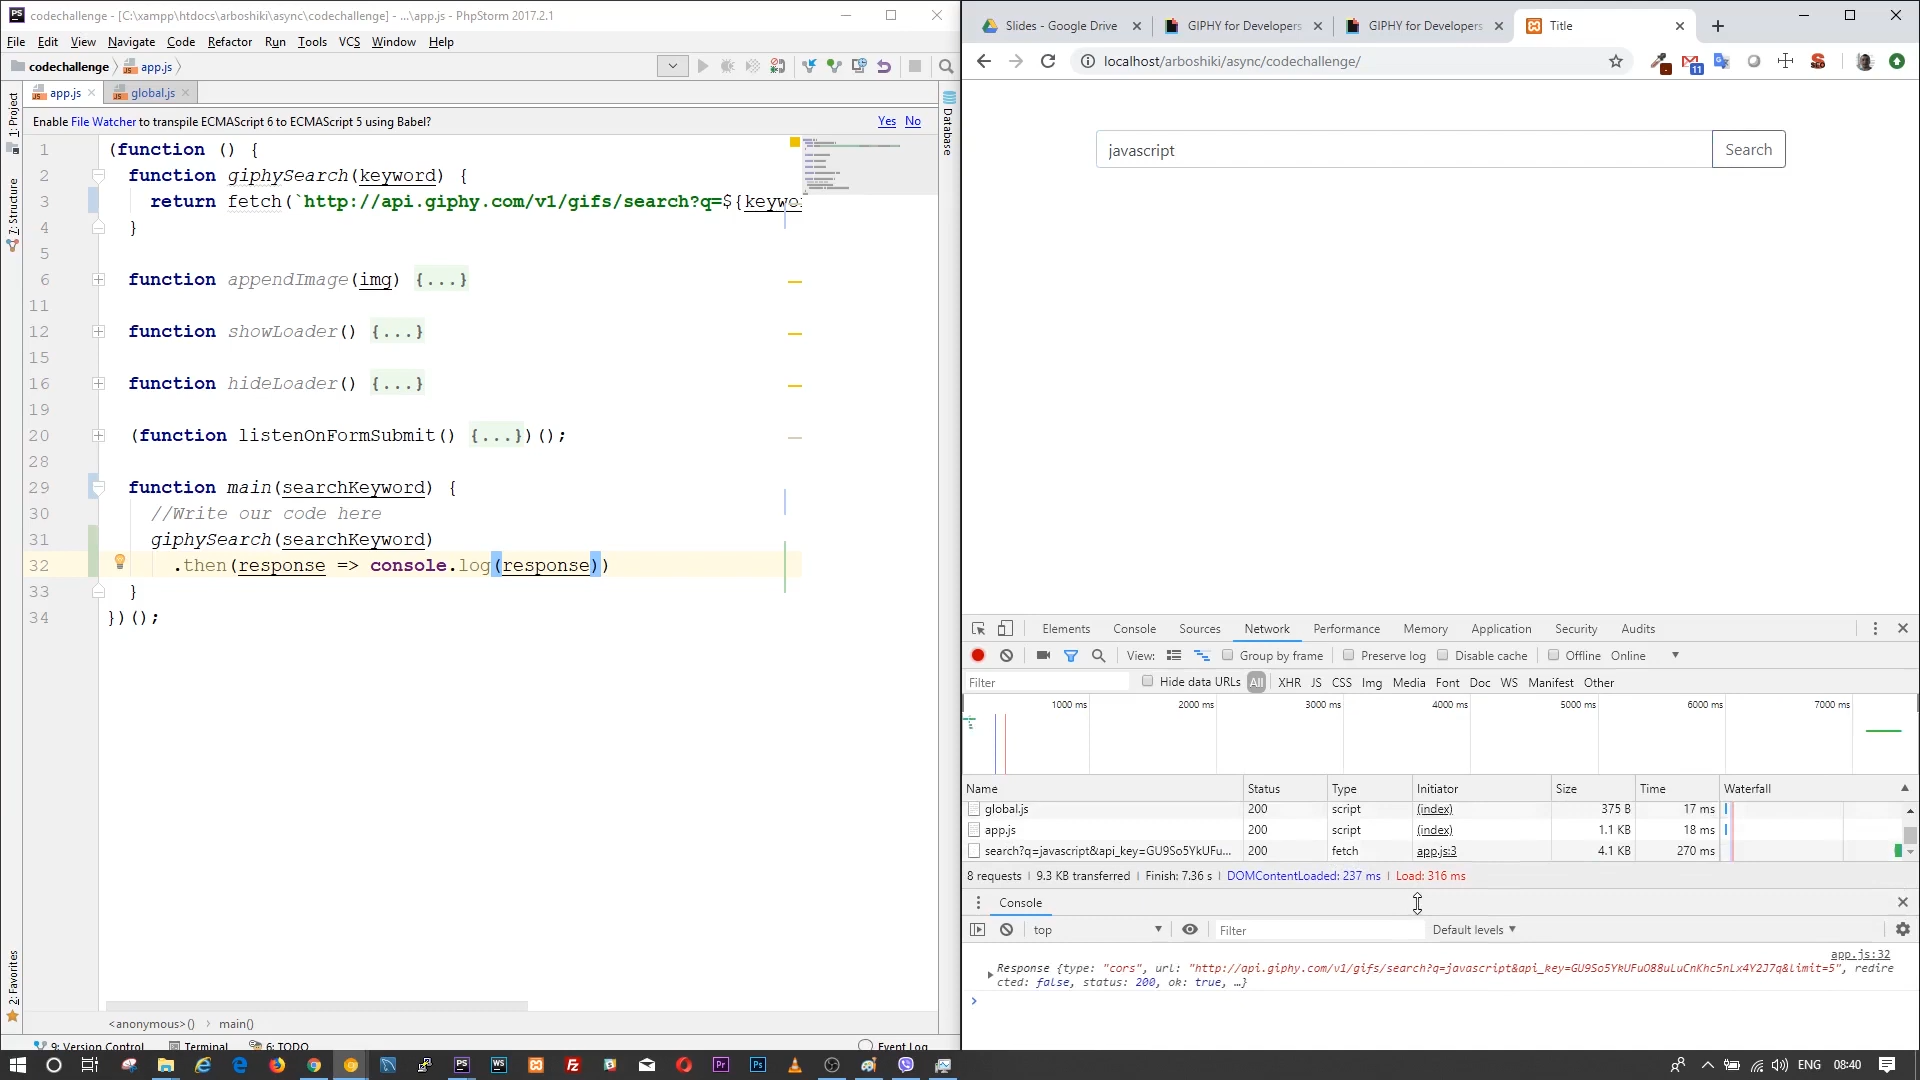 codechallenge - [C:\xampp\htdocs\arboshiki\async\codechallenge] - ...\app.js - PhpStorm 2017.2.1
File Edit View Navigate Code Refactor Run Tools VCS Window Help
codechallenge app.js
app.js global.js
Enable File Watcher to transpile ECMAScript 6 to ECMAScript 5 using Babel? Yes No
1: Project
7: Structure
2: Favorites
Database
1 (function () {
2 function giphySearch(keyword) {
3 return fetch(`http://api.giphy.com/v1/gifs/search?q=${keywo
4 }
5
6 function appendImage(img) {...}
11
12 function showLoader() {...}
15
16 function hideLoader() {...}
19
20 (function listenOnFormSubmit() {...})();
28
29 function main(searchKeyword) {
30 //Write our code here
31 giphySearch(searchKeyword)
32 .then(response => console.log(response))
33 }
34 })();
<anonymous>() main()
9: Version Control Terminal 6: TODO Event Log
Slides - Google Drive GIPHY for Developers GIPHY for Developers Title
localhost/arboshiki/async/codechallenge/
11
javascript Search
Elements Console Sources Network Performance Memory Application Security Audits
View: Group by frame Preserve log Disable cache Offline Online
Filter Hide data URLs All XHR JS CSS Img Media Font Doc WS Manifest Other
1000 ms 2000 ms 3000 ms 4000 ms 5000 ms 6000 ms 7000 ms
Name Status Type Initiator Size Time Waterfall
global.js 200 script (index) 375 B 17 ms
app.js 200 script (index) 1.1 KB 18 ms
search?q=javascript&api_key=GU9So5YkUFu... 200 fetch app.js:3 4.1 KB 270 ms
8 requests | 9.3 KB transferred | Finish: 7.36 s | DOMContentLoaded: 237 ms | Load: 316 ms
Console
top Filter Default levels
app.js:32
Response {type: "cors", url: "http://api.giphy.com/v1/gifs/search?q=javascript&api_key=GU9So5YkUFuO88uLuCnKhc5nLx4Y2J7q&limit=5", redire
cted: false, status: 200, ok: true, …}
ENG 08:40